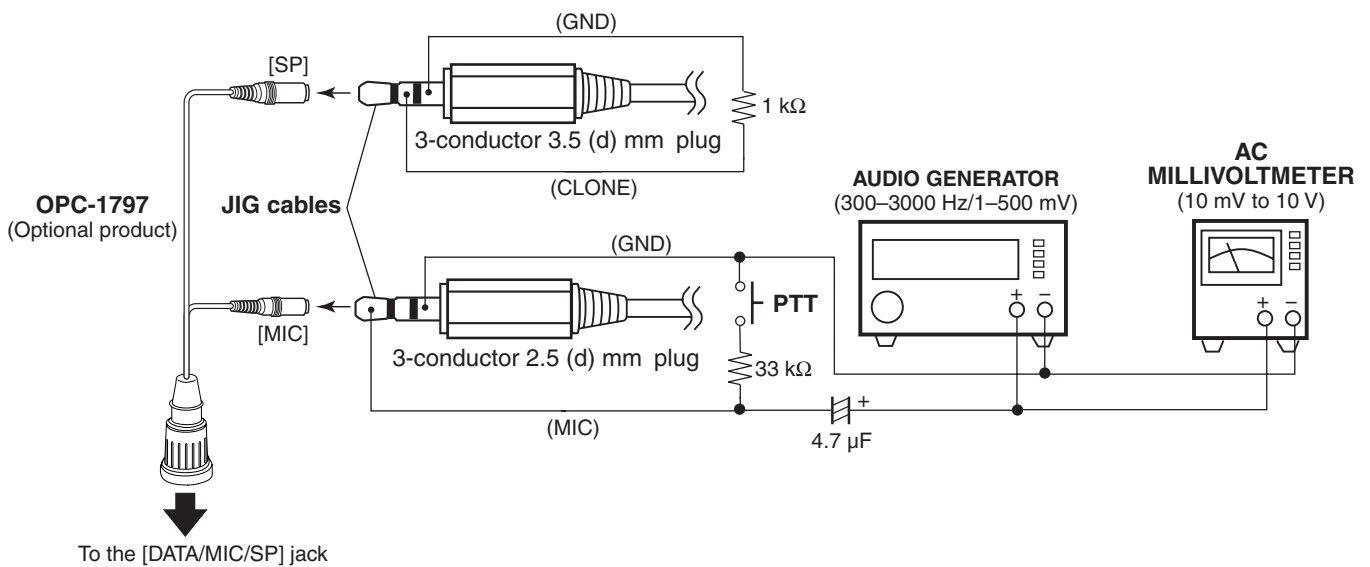 (GND)
[SP]
1 kΩ
3-conductor 3.5 (d) mm plug
(CLONE)
OPC-1797
(Optional product)
JIG cables
AUDIO GENERATOR
(300–3000 Hz/1–500 mV)
AC
MILLIVOLTMETER
(10 mV to 10 V)
(GND)
PTT
+ –
+ –
[MIC]
3-conductor 2.5 (d) mm plug
33 kΩ
(MIC)
+
4.7 µF
To the [DATA/MIC/SP] jack